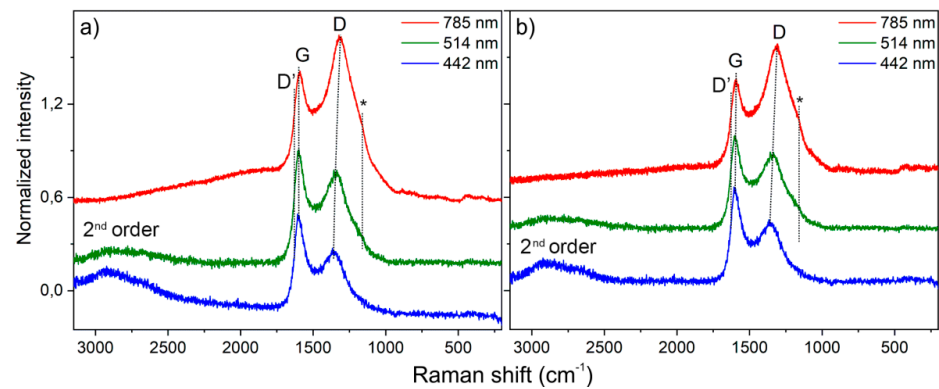 a)
D
785 nm
514 nm
442 nm
G
D’
*
2nd order
b)
D
785 nm
514 nm
442 nm
G
D’
*
2nd order
Normalized intensity
1,2
0,6
0,0
3000 2500 2000 1500 1000 500
3000 2500 2000 1500 1000 500
Raman shift (cm-1)